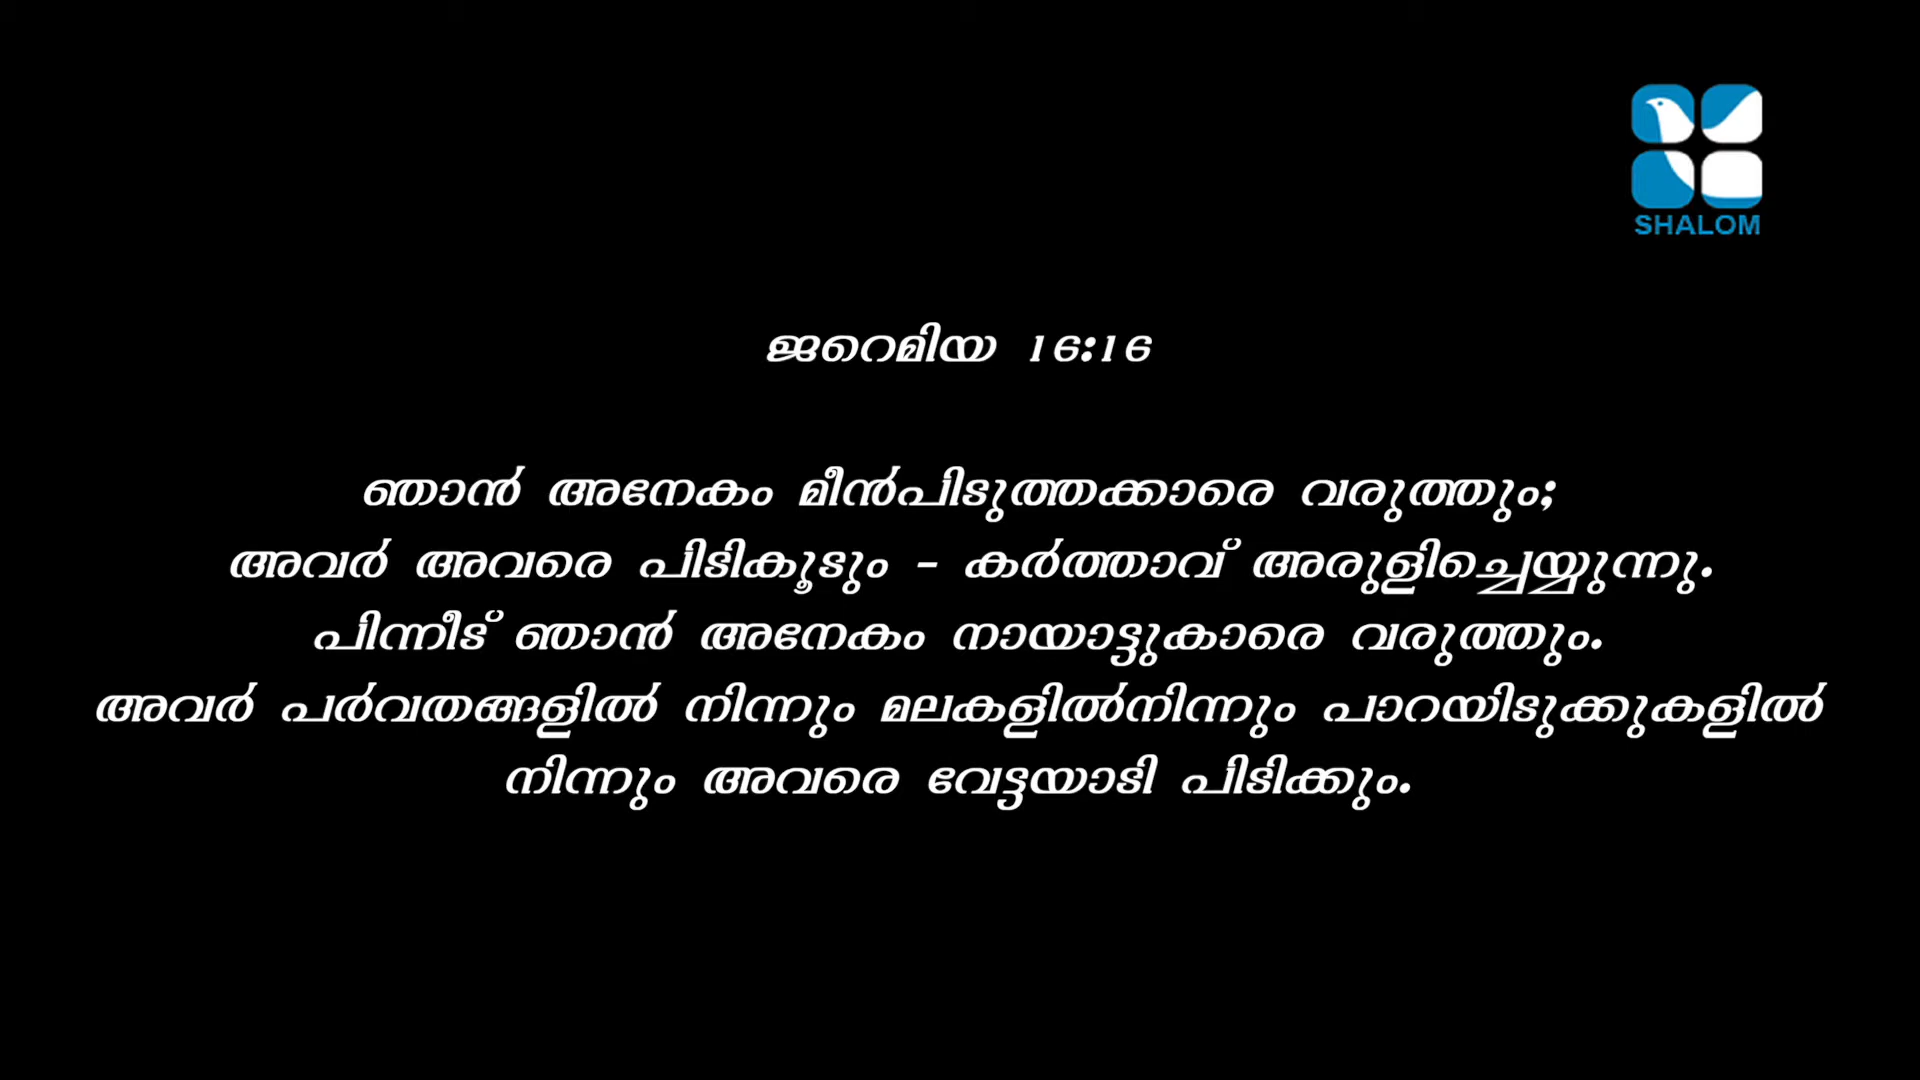 SHALOM
ജറെമിയ 16:16
ഞാൻ അനേകം മീൻപിടുത്തക്കാരെ വരുത്തും;
അവർ അവരെ പിടികൂടും - കർത്താവ് അരുളിച്ചെയ്യുന്നു.
പിന്നീട് ഞാൻ അനേകം നായാട്ടുകാരെ വരുത്തും.
അവർ പർവതങ്ങളിൽ നിന്നും മലകളിൽനിന്നും പാറയിടുക്കുകളിൽ
നിന്നും അവരെ വേട്ടയാടി പിടിക്കും.